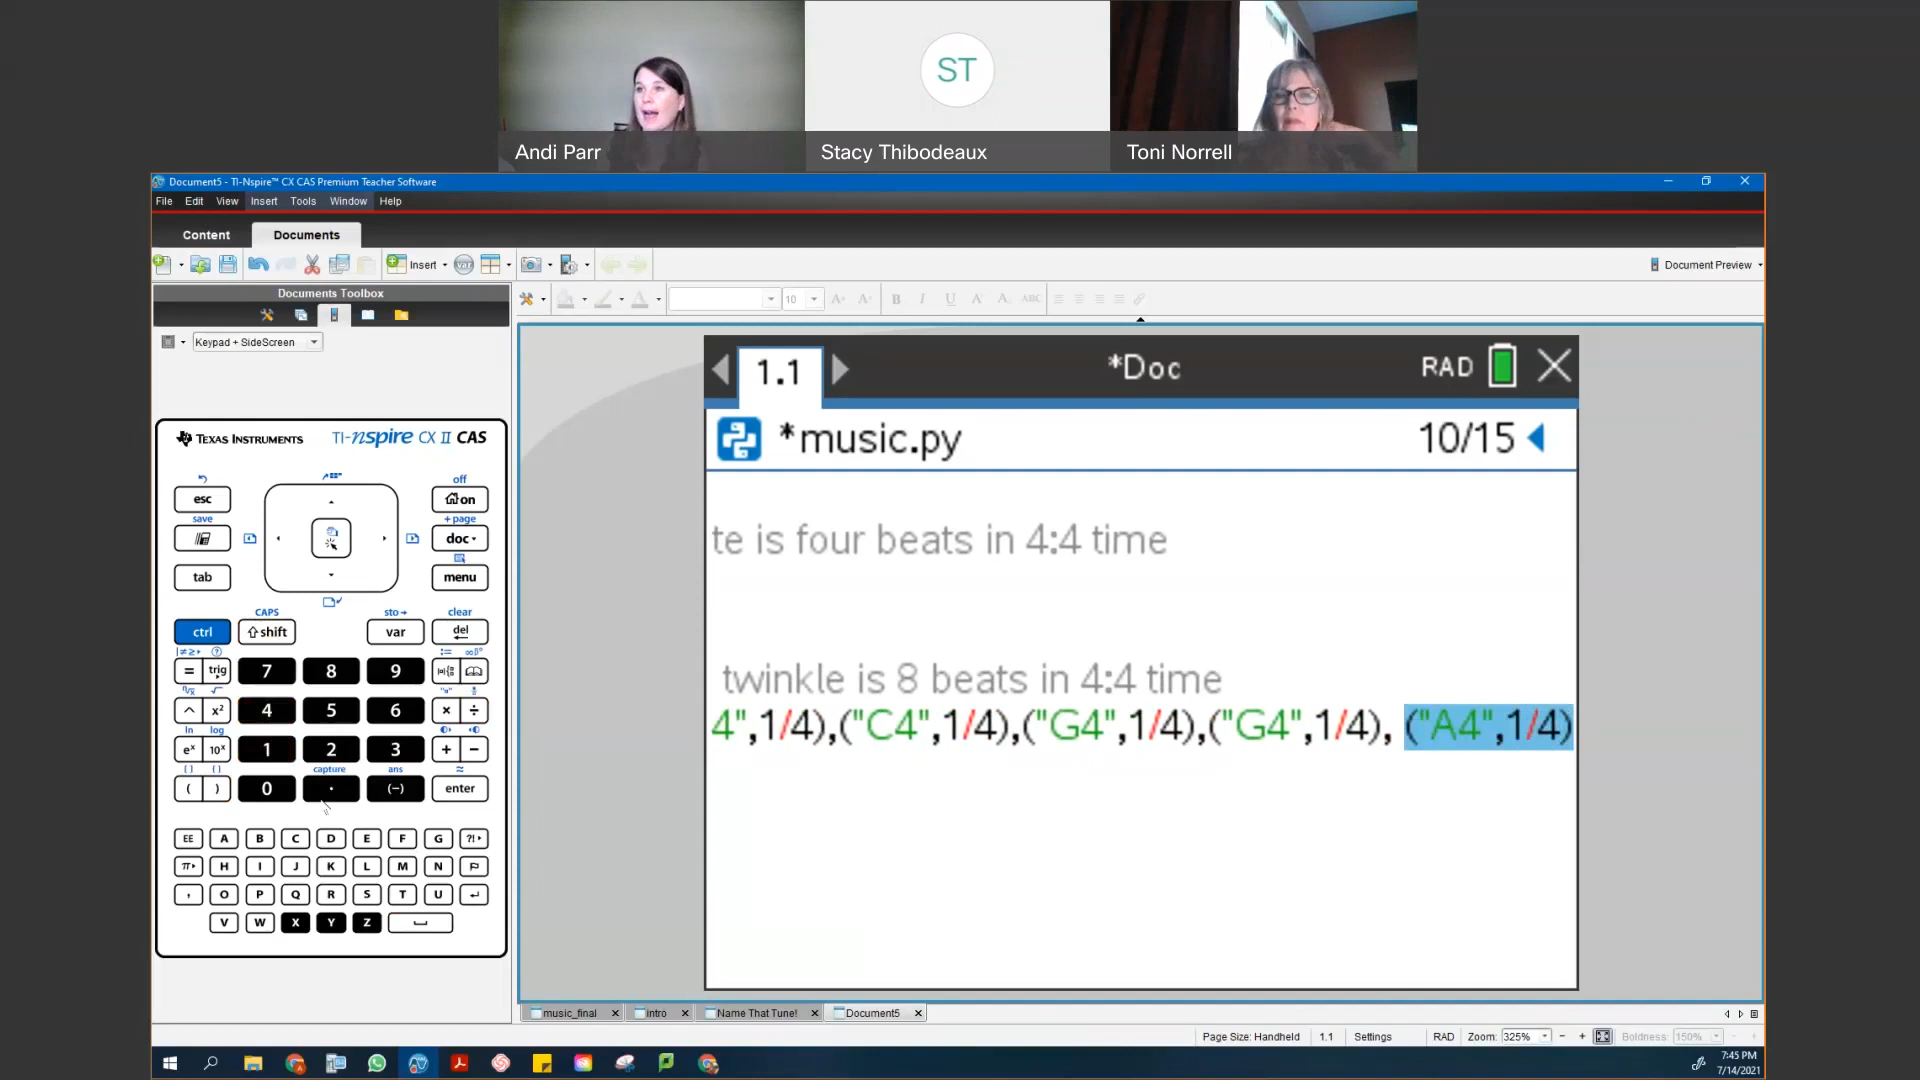 ST
Andi Parr
Stacy Thibodeaux
Toni Norrell
Document5 - TI-Nspire™ CX CAS Premium Teacher Software
File Edit View Insert Tools Window Help
Content Documents
Insert
Document Preview
Documents Toolbox
10
B I U A A ABC
Keypad + SideScreen
1.1 *Doc RAD
*music.py 10/15
te is four beats in 4:4 time
twinkle is 8 beats in 4:4 time
4",1/4),("C4",1/4),("G4",1/4),("G4",1/4), ("A4",1/4)
TEXAS INSTRUMENTS TI-nspire CX II CAS
off
esc on
save + page
doc
tab menu
CAPS sto→ clear
ctrl shift var del
= trig 7 8 9
^ x² 4 5 6 × ÷
ln log
eˣ 10ˣ 1 2 3 + −
{ } ( ) capture ans ≈
( ) 0 . (−) enter
EE A B C D E F G ?!
π H I J K L M N
, O P Q R S T U
V W X Y Z
music_final intro Name That Tune! Document5
Page Size: Handheld 1.1 Settings RAD Zoom: 325% − + Boldness: 150% − +
7:45 PM
7/14/2021